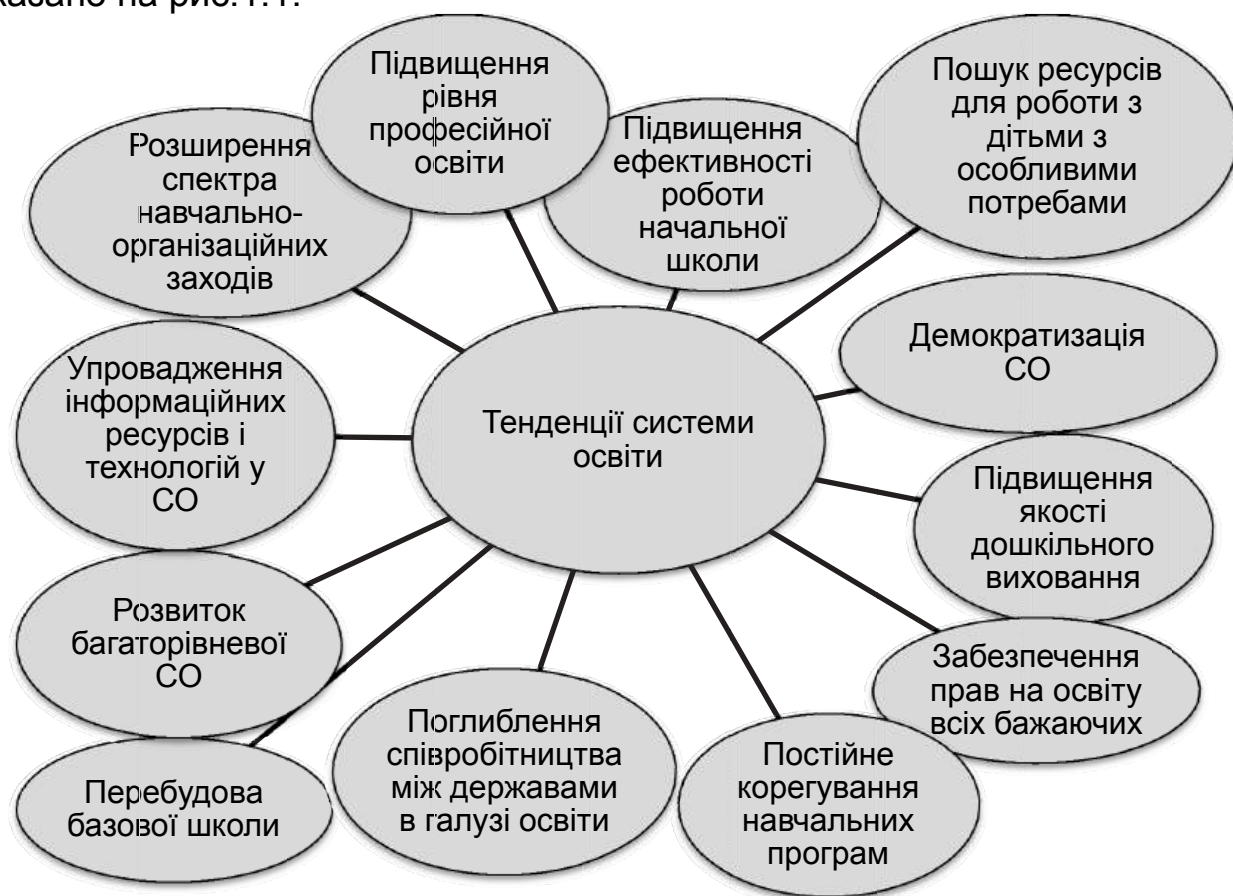 казано на рис.1.1.
Підвищення
рівня
професійної
освіти
Підвищення
ефективності
роботи
начальної
школи
Пошук ресурсів
для роботи з
дітьми з
особливими
потребами
Розширення
спектра
навчально-
організаційних
заходів
Демократизація
СО
Упровадження
інформаційних
ресурсів і
технологій у
СО
Тенденції системи
освіти
Підвищення
якості
дошкільного
виховання
Розвиток
багаторівневої
СО
Забезпечення
прав на освіту
всіх бажаючих
Поглиблення
співробітництва
між державами
в галузі освіти
Постійне
корегування
навчальних
програм
Перебудова
базової школи